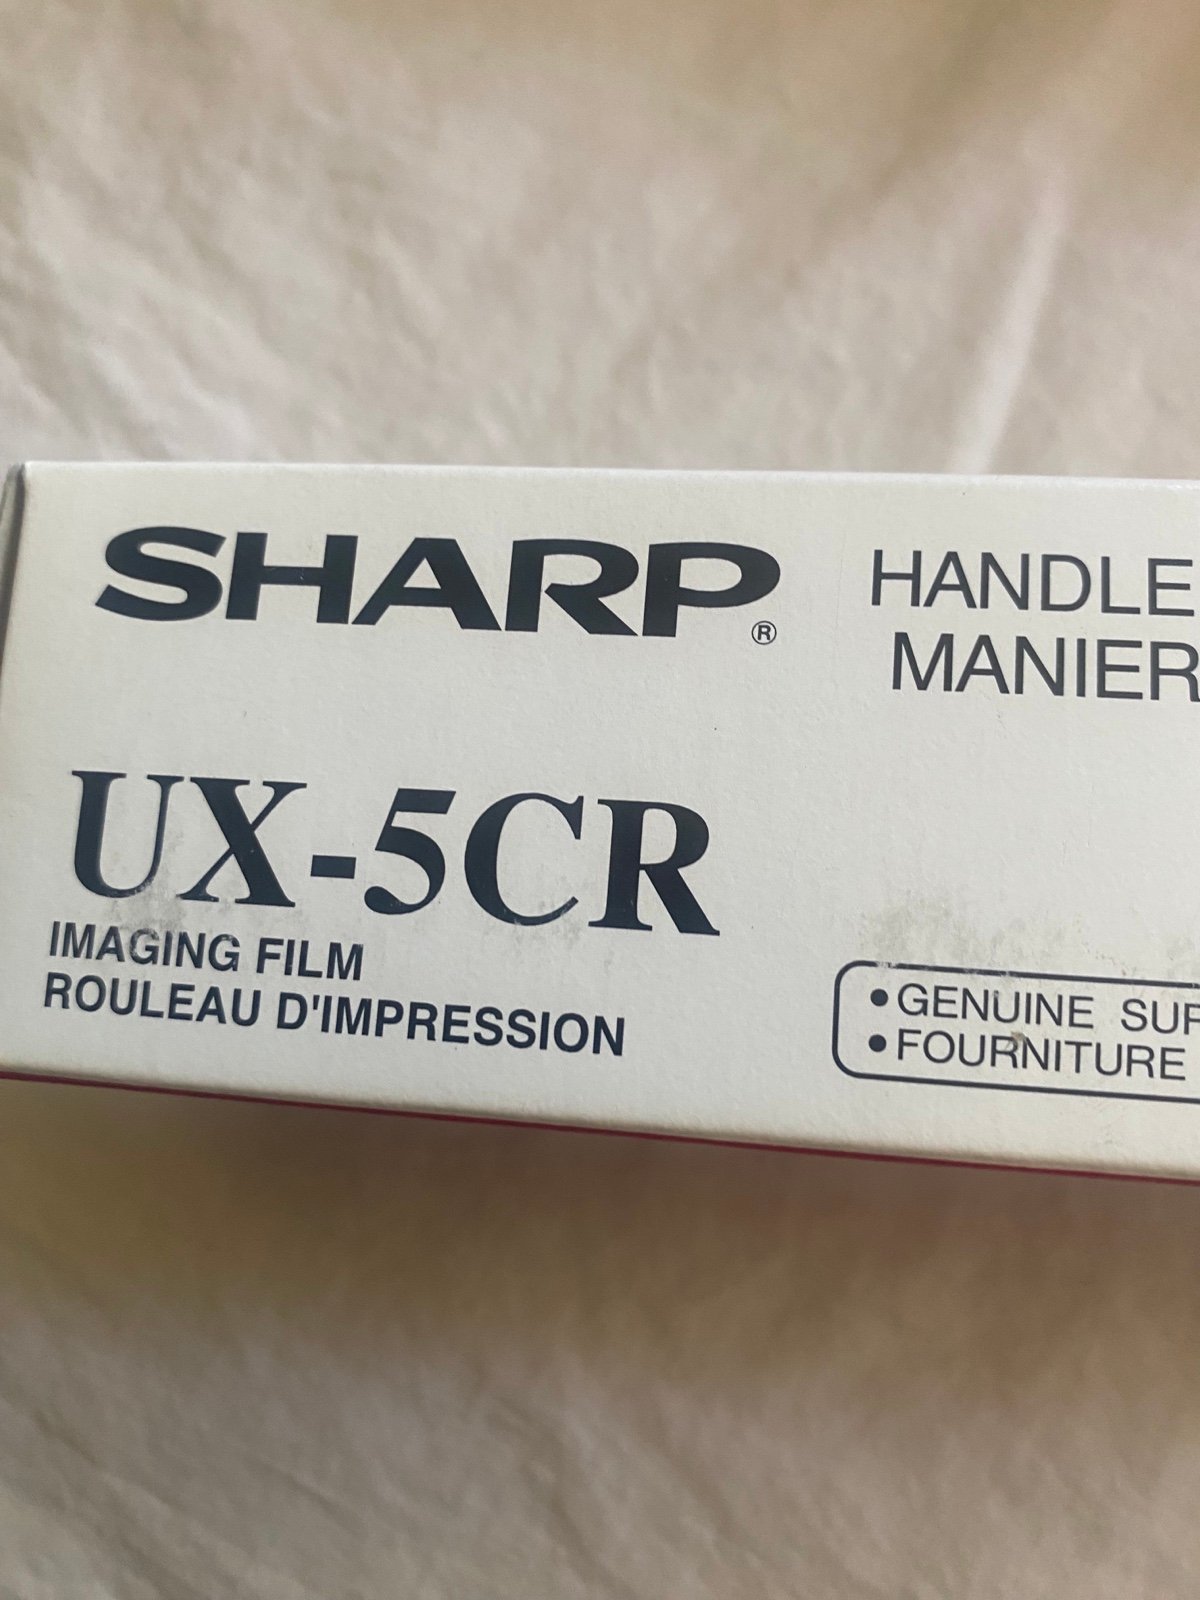 SHARP®
HANDLE
MANIER
UX-5CR
IMAGING FILM
ROULEAU D'IMPRESSION
•GENUINE SUP
•FOURNITURE